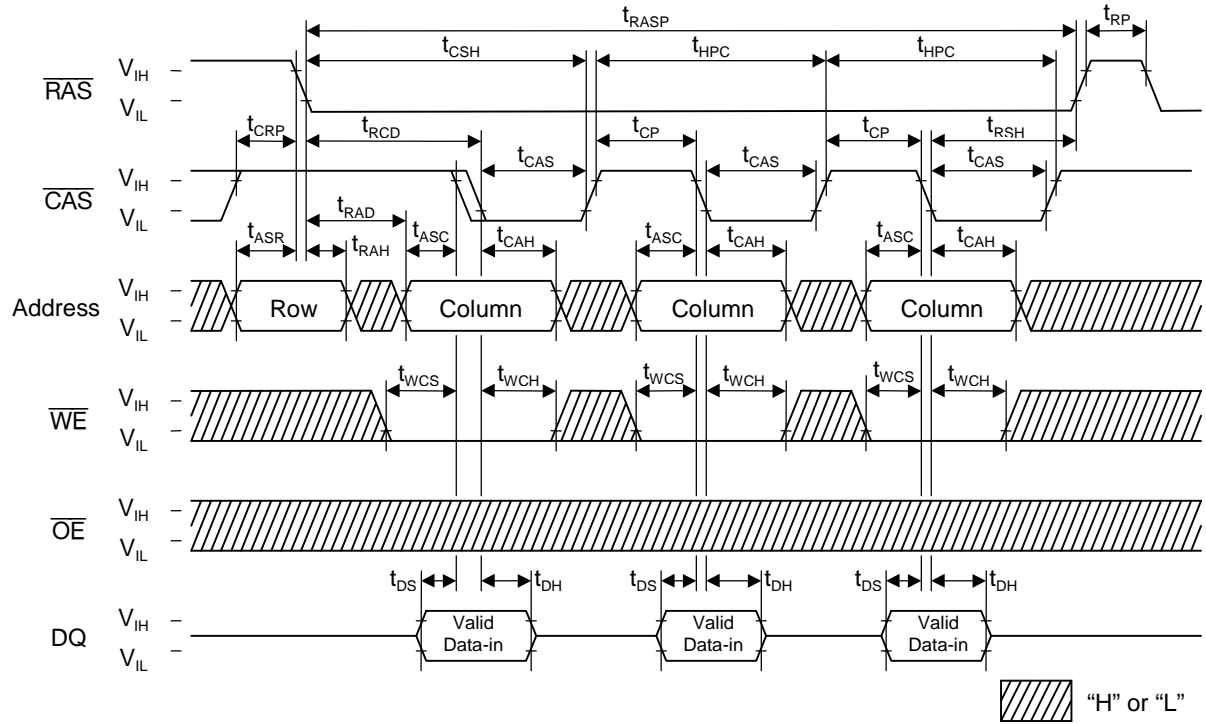 tRASP tRP
tCSH tHPC tHPC
RAS VIH
VIL
tCRP tRCD tCP tCP tRSH
tCAS tCAS tCAS
CAS VIH
VIL
tRAD
tASR tRAH tASC tCAH tASC tCAH tASC tCAH
Address VIH Row Column Column Column
VIL
tWCS tWCH tWCS tWCH tWCS tWCH
WE VIH
VIL
OE VIH
VIL
tDS tDH tDS tDH tDS tDH
DQ VIH Valid Data-in Valid Data-in Valid Data-in
VIL
“H” or “L”